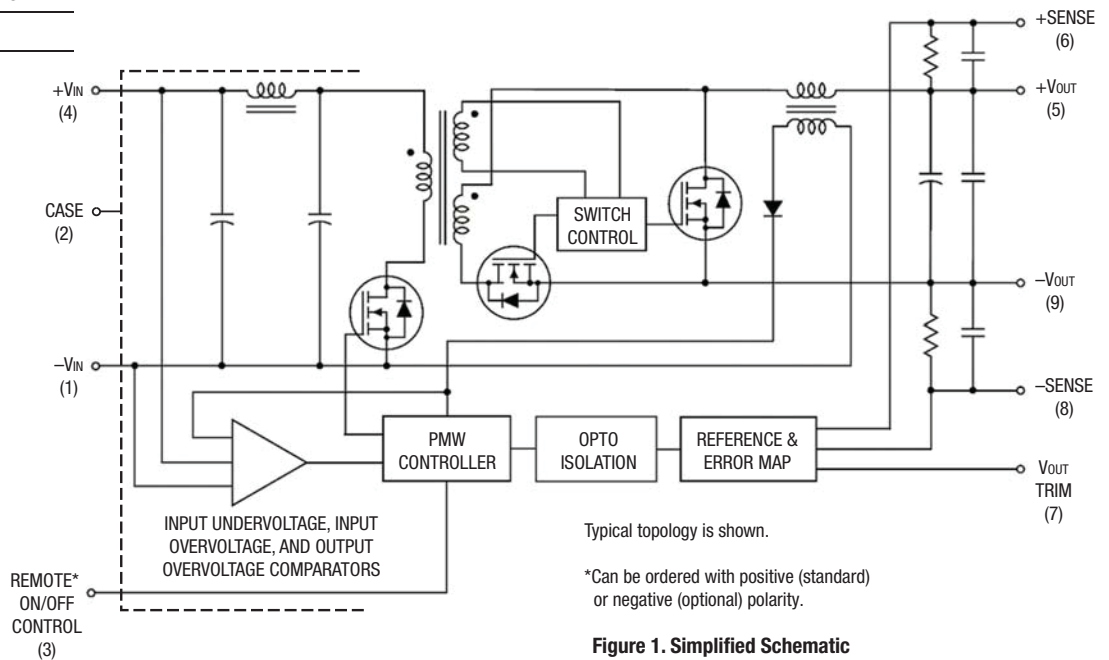 +SENSE
(6)
+VIN
(4)
+VOUT
(5)
CASE
(2)
SWITCH
CONTROL
−VOUT
(9)
−VIN
(1)
−SENSE
(8)
PMW
CONTROLLER
OPTO
ISOLATION
REFERENCE &
ERROR MAP
VOUT
TRIM
(7)
INPUT UNDERVOLTAGE, INPUT
OVERVOLTAGE, AND OUTPUT
OVERVOLTAGE COMPARATORS
REMOTE*
ON/OFF
CONTROL
(3)
Typical topology is shown.
*Can be ordered with positive (standard)
or negative (optional) polarity.
Figure 1. Simplified Schematic